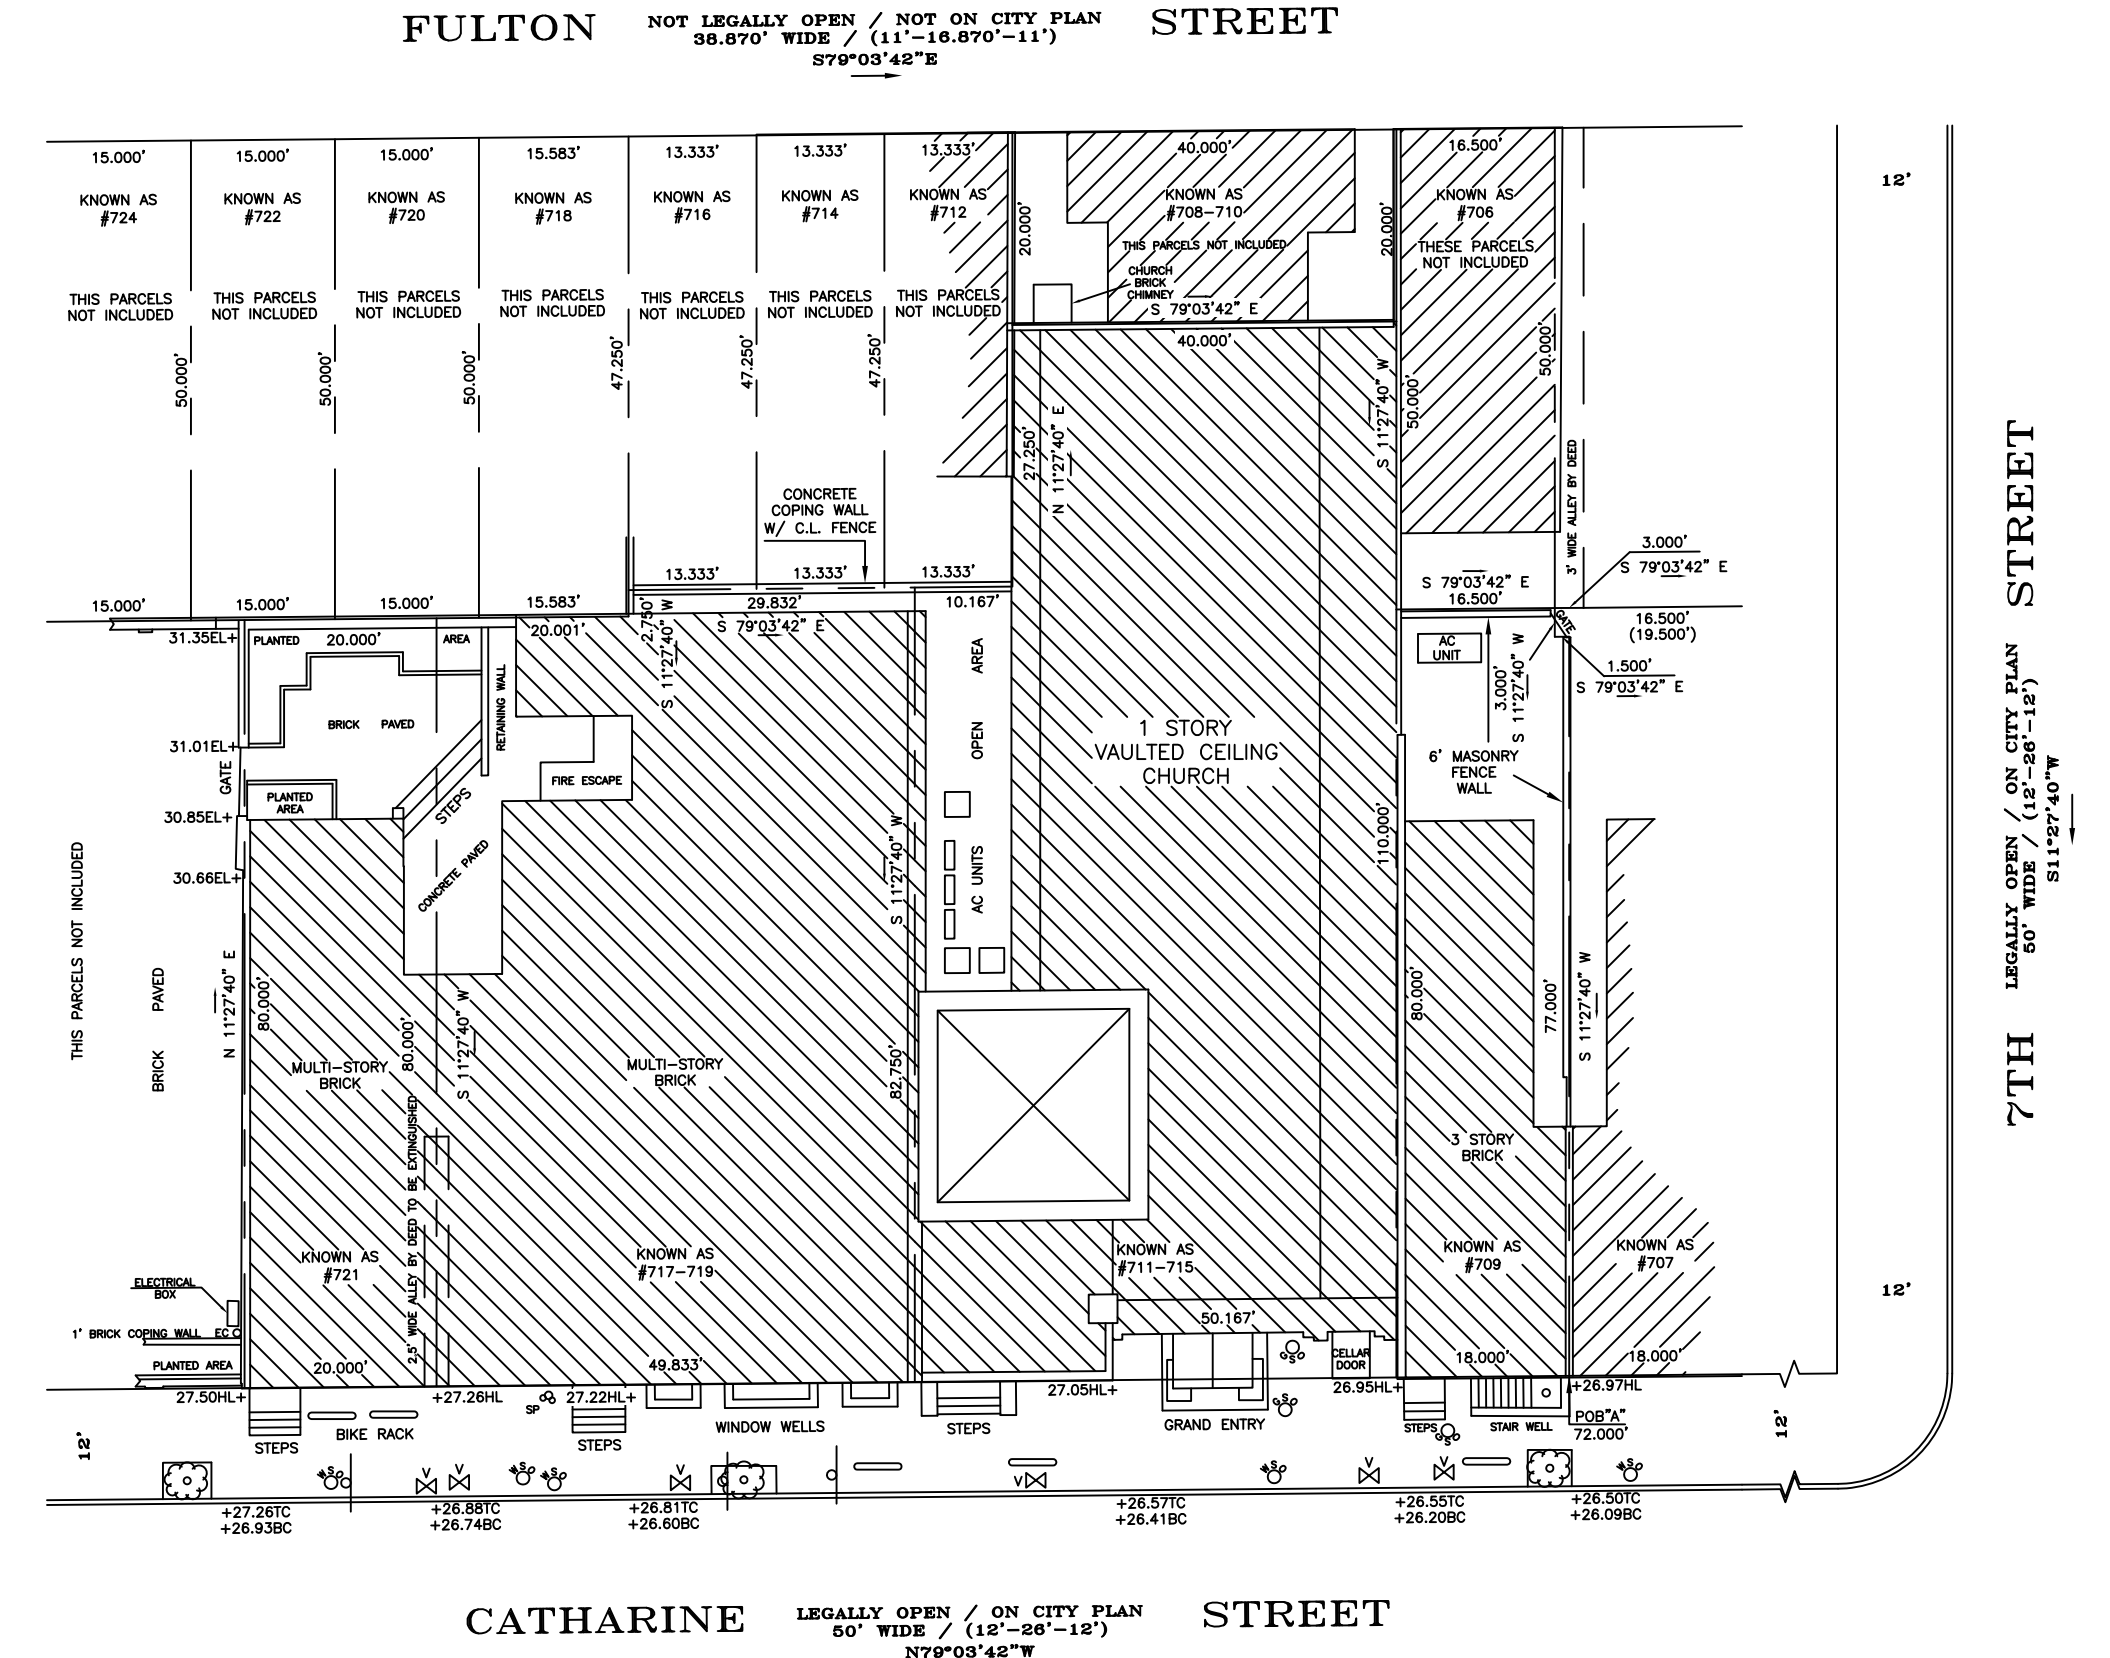 FULTON STREET
NOT LEGALLY OPEN / NOT ON CITY PLAN
38.870' WIDE / (11'-16.870'-11')
S79°03'42"E
15.000'
15.000'
15.000'
15.583'
13.333'
13.333'
13.333'
40.000'
16.500'
12'
KNOWN AS
#724
KNOWN AS
#722
KNOWN AS
#720
KNOWN AS
#718
KNOWN AS
#716
KNOWN AS
#714
KNOWN AS
#712
KNOWN AS
#708-710
KNOWN AS
#706
20.000'
20.000'
THIS PARCELS NOT INCLUDED
THESE PARCELS
NOT INCLUDED
CHURCH
BRICK
CHIMNEY
S 79°03'42" E
THIS PARCELS
NOT INCLUDED
THIS PARCELS
NOT INCLUDED
THIS PARCELS
NOT INCLUDED
THIS PARCELS
NOT INCLUDED
THIS PARCELS
NOT INCLUDED
THIS PARCELS
NOT INCLUDED
THIS PARCELS
NOT INCLUDED
40.000'
50.000'
50.000'
50.000'
47.250'
47.250'
47.250'
27.250'
N 11°27'40" E
S 11°27'40" W
50.000'
50.000'
3' WIDE ALLEY BY DEED
CONCRETE
COPING WALL
W/ C.L. FENCE
3.000'
S 79°03'42" E
S 79°03'42" E
16.500'
13.333'
13.333'
13.333'
15.000'
15.000'
15.000'
15.583'
29.832'
10.167'
S 79°03'42" E
2.750'
S 11°27'40" W
GATE
16.500'
(19.500')
1.500'
S 79°03'42" E
31.35EL+
PLANTED
20.000'
AREA
20.001'
AC
UNIT
3.000'
S 11°27'40" W
RETAINING WALL
BRICK PAVED
OPEN AREA
1 STORY
VAULTED CEILING
CHURCH
6' MASONRY
FENCE
WALL
31.01EL+
GATE
FIRE ESCAPE
PLANTED
AREA
STEPS
30.85EL+
CONCRETE PAVED
30.66EL+
THIS PARCELS NOT INCLUDED
BRICK PAVED
N 11°27'40" E
80.000'
80.000'
S 11°27'40" W
S 11°27'40" W
82.750'
AC UNITS
110.000'
80.000'
77.000'
S 11°27'40" W
MULTI-STORY
BRICK
MULTI-STORY
BRICK
3 STORY
BRICK
2.5' WIDE ALLEY BY DEED TO BE EXTINGUISHED
KNOWN AS
#721
KNOWN AS
#717-719
KNOWN AS
#711-715
KNOWN AS
#709
KNOWN AS
#707
ELECTRICAL
BOX
1' BRICK COPING WALL EC
PLANTED AREA
12'
50.167'
20.000'
49.833'
GSO
CELLAR
DOOR
18.000'
18.000'
27.50HL+
+27.26HL
SP
27.22HL+
27.05HL+
26.95HL+
+26.97HL
GSO
POB"A"
72.000'
STEPS
BIKE RACK
STEPS
WINDOW WELLS
STEPS
GRAND ENTRY
STEPS
GSO
STAIR WELL
12'
12'
WSO
V
V
WSO
WSO
V
V
WSO
V
V
WSO
+27.26TC
+26.93BC
+26.88TC
+26.74BC
+26.81TC
+26.60BC
+26.57TC
+26.41BC
+26.55TC
+26.20BC
+26.50TC
+26.09BC
CATHARINE STREET
LEGALLY OPEN / ON CITY PLAN
50' WIDE / (12'-26'-12')
N79°03'42"W
7TH STREET
LEGALLY OPEN / ON CITY PLAN
50' WIDE / (12'-26'-12')
S11°27'40"W